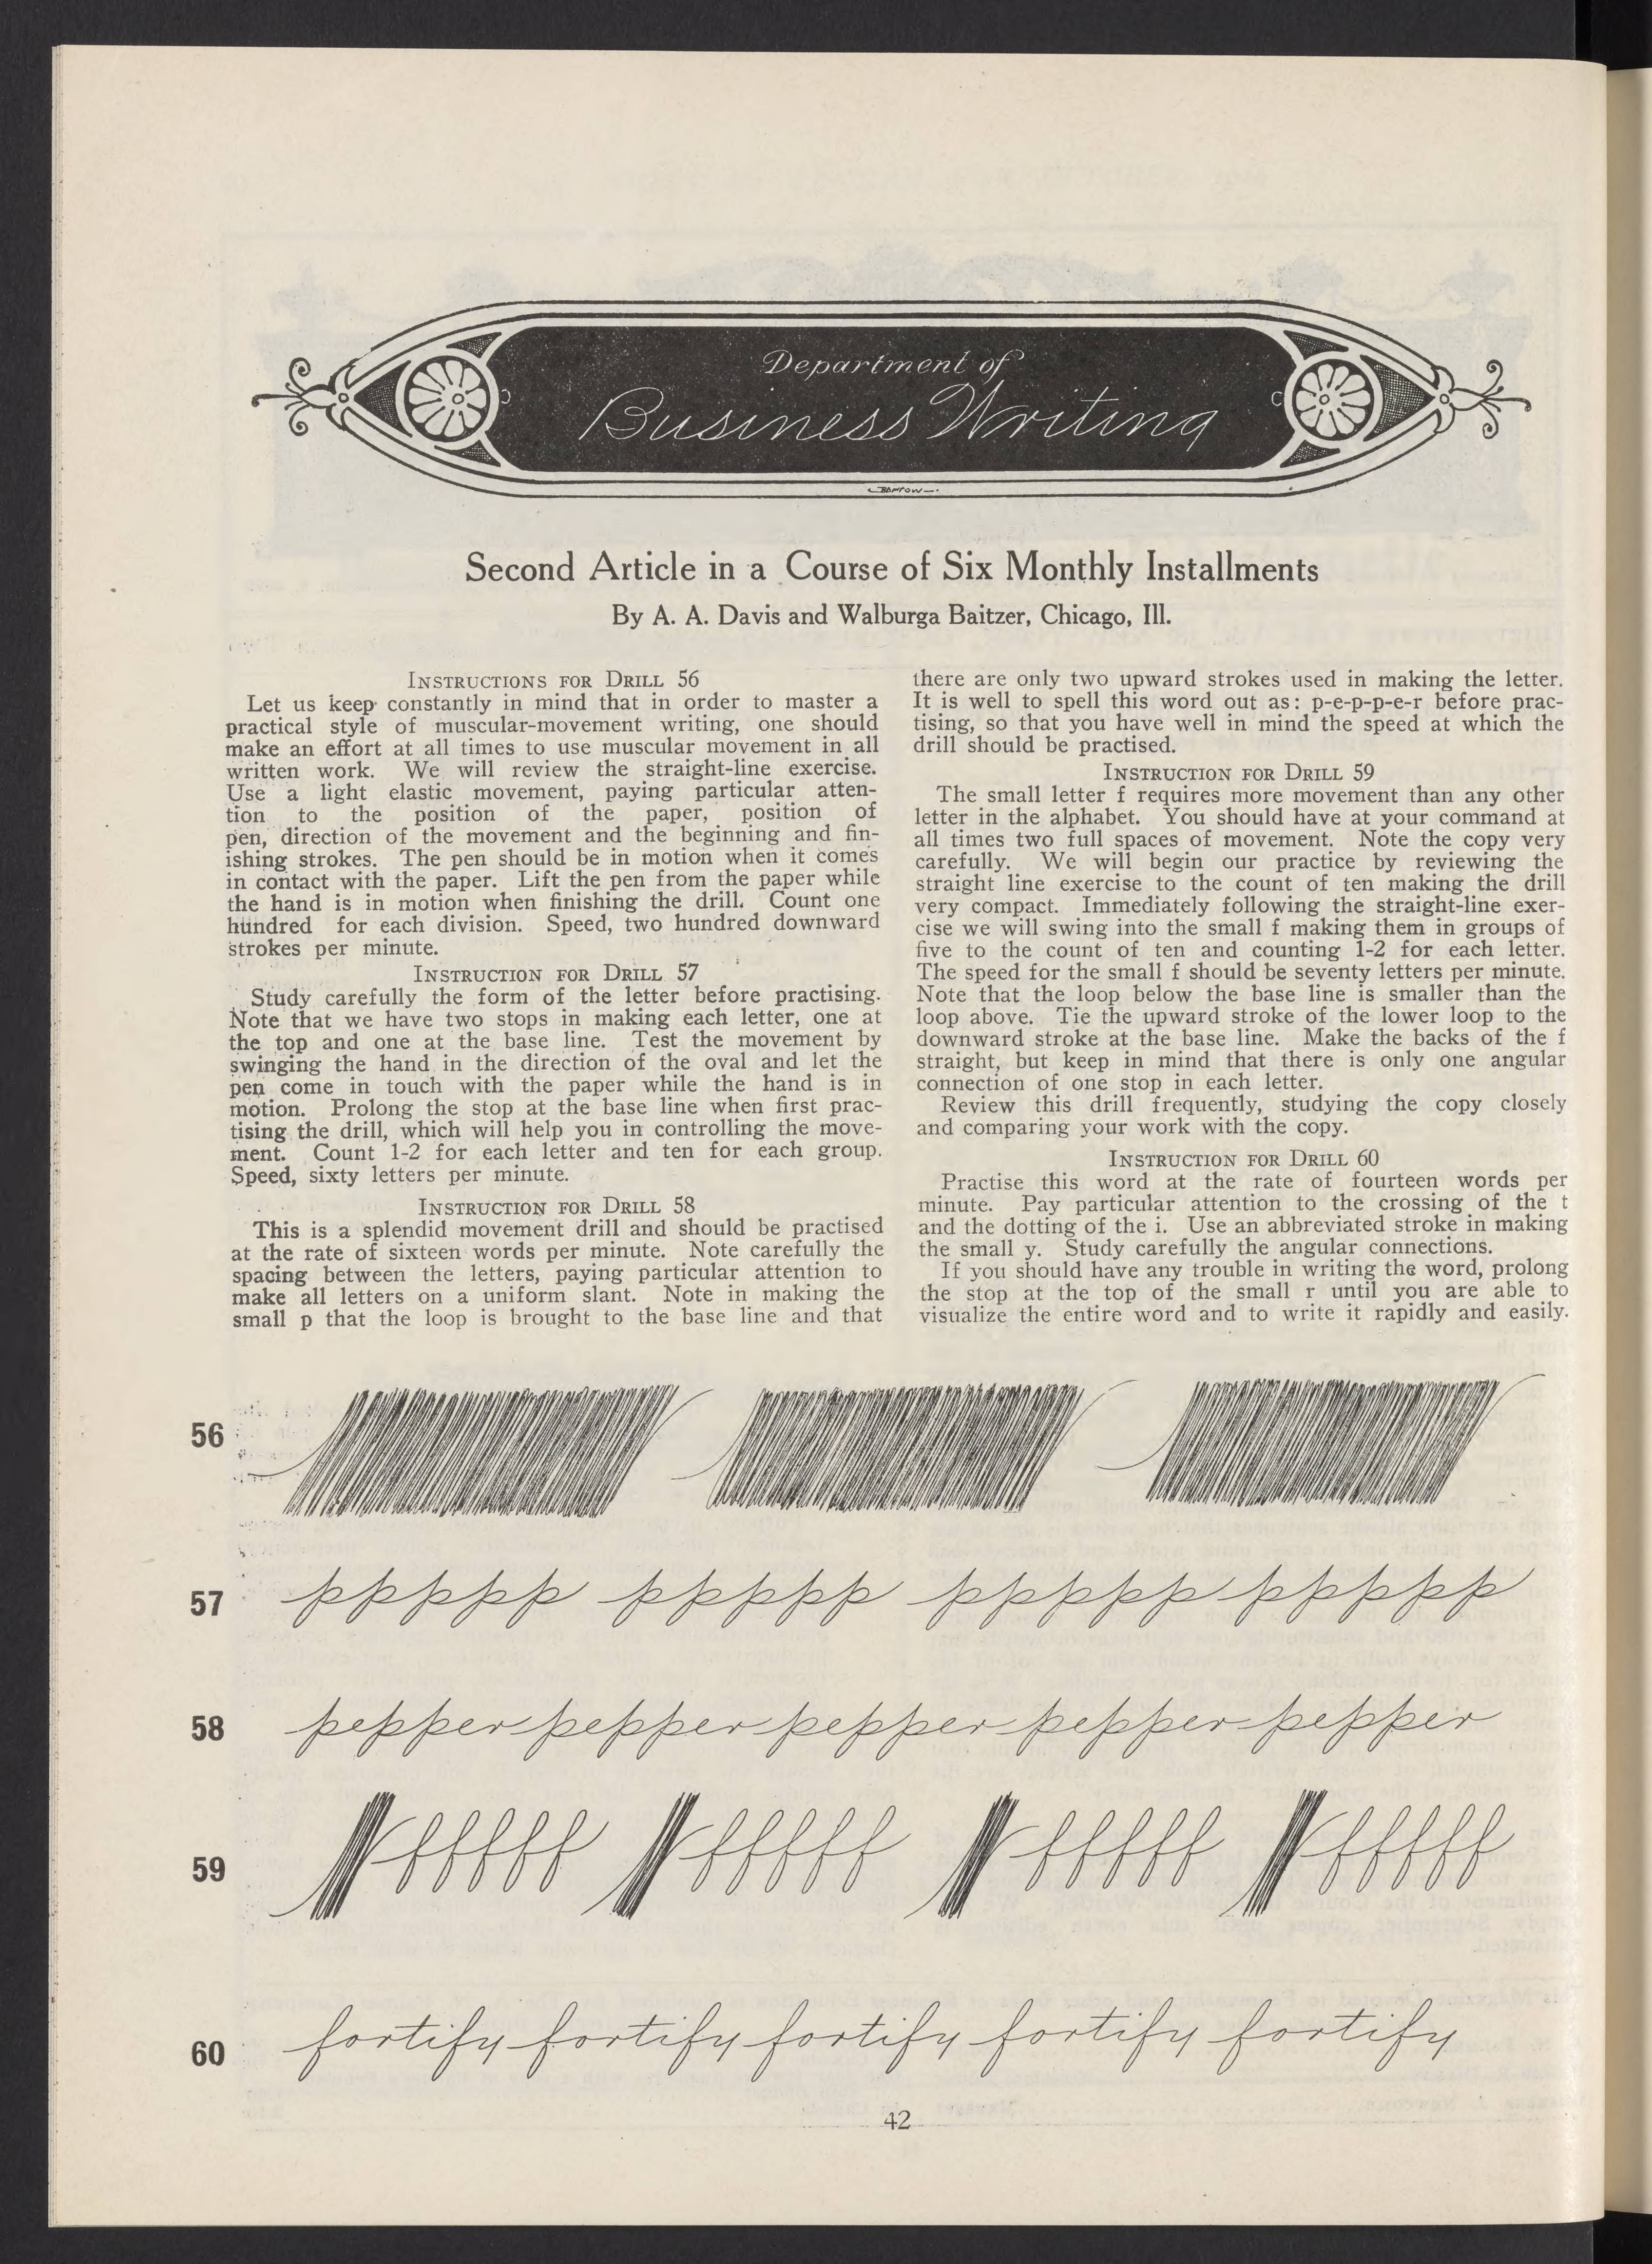 Department of
Business Writing
Barrow
Second Article in a Course of Six Monthly Installments
By A. A. Davis and Walburga Baitzer, Chicago, Ill.
Instructions for Drill 56
Let us keep constantly in mind that in order to master a
practical style of muscular-movement writing, one should
make an effort at all times to use muscular movement in all
written work. We will review the straight-line exercise.
Use a light elastic movement, paying particular atten-
tion to the position of the paper, position of
pen, direction of the movement and the beginning and fin-
ishing strokes. The pen should be in motion when it comes
in contact with the paper. Lift the pen from the paper while
the hand is in motion when finishing the drill. Count one
hundred for each division. Speed, two hundred downward
strokes per minute.
Instruction for Drill 57
Study carefully the form of the letter before practising.
Note that we have two stops in making each letter, one at
the top and one at the base line. Test the movement by
swinging the hand in the direction of the oval and let the
pen come in touch with the paper while the hand is in
motion. Prolong the stop at the base line when first prac-
tising the drill, which will help you in controlling the move-
ment. Count 1-2 for each letter and ten for each group.
Speed, sixty letters per minute.
Instruction for Drill 58
This is a splendid movement drill and should be practised
at the rate of sixteen words per minute. Note carefully the
spacing between the letters, paying particular attention to
make all letters on a uniform slant. Note in making the
small p that the loop is brought to the base line and that
there are only two upward strokes used in making the letter.
It is well to spell this word out as: p-e-p-p-e-r before prac-
tising, so that you have well in mind the speed at which the
drill should be practised.
Instruction for Drill 59
The small letter f requires more movement than any other
letter in the alphabet. You should have at your command at
all times two full spaces of movement. Note the copy very
carefully. We will begin our practice by reviewing the
straight line exercise to the count of ten making the drill
very compact. Immediately following the straight-line exer-
cise we will swing into the small f making them in groups of
five to the count of ten and counting 1-2 for each letter.
The speed for the small f should be seventy letters per minute.
Note that the loop below the base line is smaller than the
loop above. Tie the upward stroke of the lower loop to the
downward stroke at the base line. Make the backs of the f
straight, but keep in mind that there is only one angular
connection of one stop in each letter.
Review this drill frequently, studying the copy closely
and comparing your work with the copy.
Instruction for Drill 60
Practise this word at the rate of fourteen words per
minute. Pay particular attention to the crossing of the t
and the dotting of the i. Use an abbreviated stroke in making
the small y. Study carefully the angular connections.
If you should have any trouble in writing the word, prolong
the stop at the top of the small r until you are able to
visualize the entire word and to write it rapidly and easily.
56
57 ppppp ppppp ppppp ppppp
58 pepper pepper pepper pepper pepper
59 fffff fffff fffff fffff
60 fortify fortify fortify fortify fortify
42